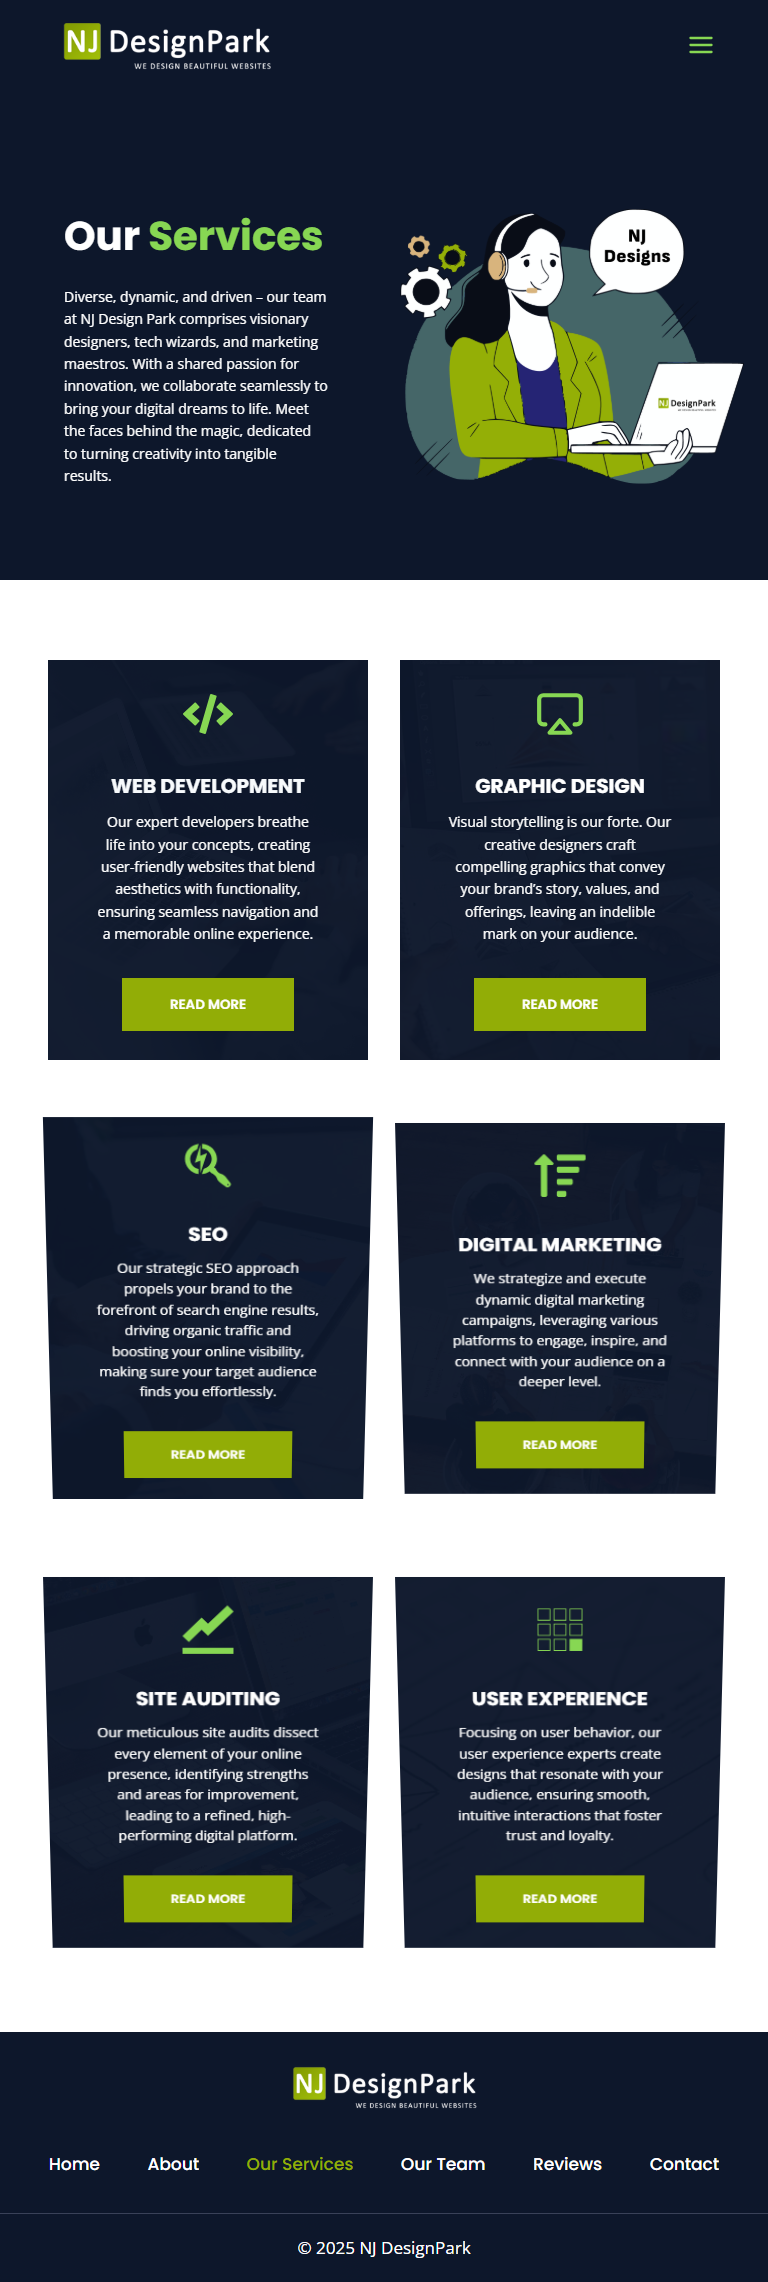 NJ DesignPark
WE DESIGN BEAUTIFUL WEBSITES
Our Services
Diverse, dynamic, and driven – our team
at NJ Design Park comprises visionary
designers, tech wizards, and marketing
maestros. With a shared passion for
innovation, we collaborate seamlessly to
bring your digital dreams to life. Meet
the faces behind the magic, dedicated
to turning creativity into tangible
results.
NJ
Designs
NJ DesignPark
WEB DEVELOPMENT
Our expert developers breathe
life into your concepts, creating
user-friendly websites that blend
aesthetics with functionality,
ensuring seamless navigation and
a memorable online experience.
READ MORE
GRAPHIC DESIGN
Visual storytelling is our forte. Our
creative designers craft
compelling graphics that convey
your brand’s story, values, and
offerings, leaving an indelible
mark on your audience.
READ MORE
SEO
Our strategic SEO approach
propels your brand to the
forefront of search engine results,
driving organic traffic and
boosting your online visibility,
making sure your target audience
finds you effortlessly.
READ MORE
DIGITAL MARKETING
We strategize and execute
dynamic digital marketing
campaigns, leveraging various
platforms to engage, inspire, and
connect with your audience on a
deeper level.
READ MORE
SITE AUDITING
Our meticulous site audits dissect
every element of your online
presence, identifying strengths
and areas for improvement,
leading to a refined, high-
performing digital platform.
READ MORE
USER EXPERIENCE
Focusing on user behavior, our
user experience experts create
designs that resonate with your
audience, ensuring smooth,
intuitive interactions that foster
trust and loyalty.
READ MORE
NJ DesignPark
WE DESIGN BEAUTIFUL WEBSITES
Home About Our Services Our Team Reviews Contact
© 2025 NJ DesignPark